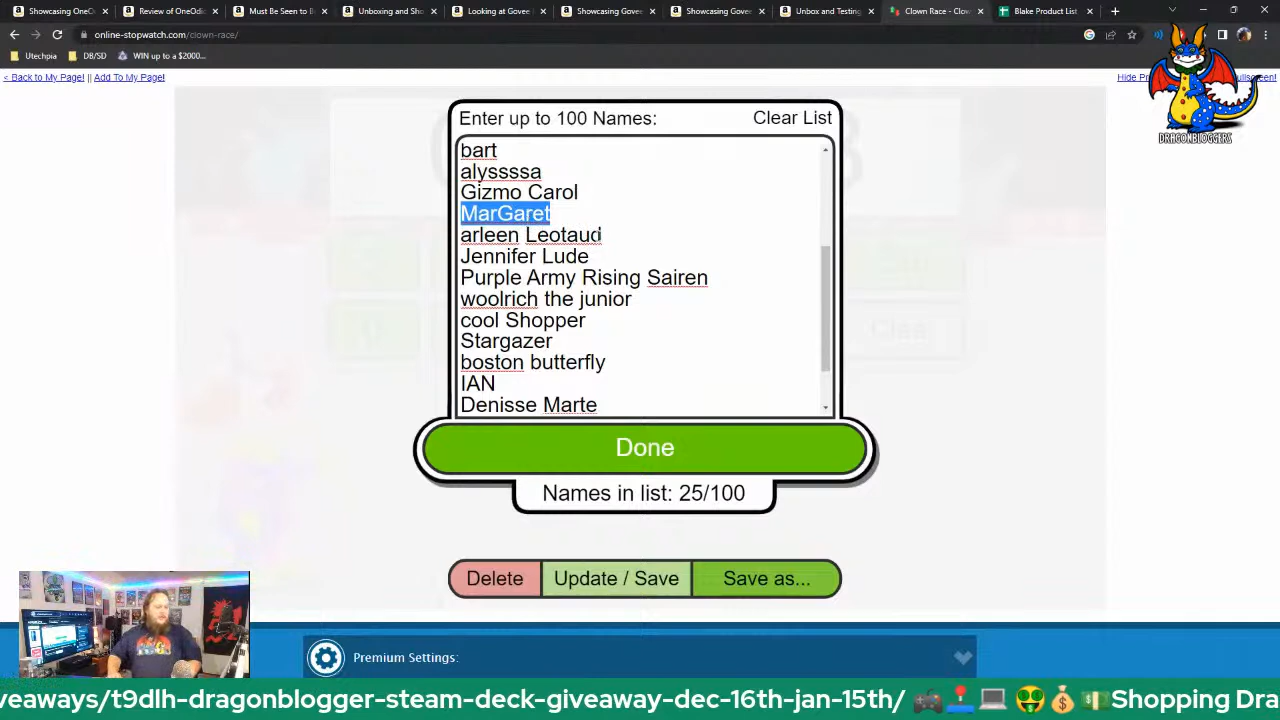 Showcasing OneO
Review of OneOdi
Must Be Seen to B
Unboxing and Sho
Looking at Govee
Showcasing Gove
Showcasing Gove
Unbox and Testing
Clown Race - Clow
Blake Product List
online-stopwatch.com/clown-race/
Utechpia
DB/SD
WIN up to a $2000...
< Back to My Page! || Add To My Page!
Hide Pr
ullscreen!
DRAGONBLOGGERS
Enter up to 100 Names:
Clear List
bart
alyssssa
Gizmo Carol
MarGaret
arleen Leotaud
Jennifer Lude
Purple Army Rising Sairen
woolrich the junior
cool Shopper
Stargazer
boston butterfly
IAN
Denisse Marte
Done
Names in list: 25/100
Delete
Update / Save
Save as...
Premium Settings:
veaways/t9dlh-dragonblogger-steam-deck-giveaway-dec-16th-jan-15th/ 🎮🕹️💻 🤑💰💵Shopping Dra